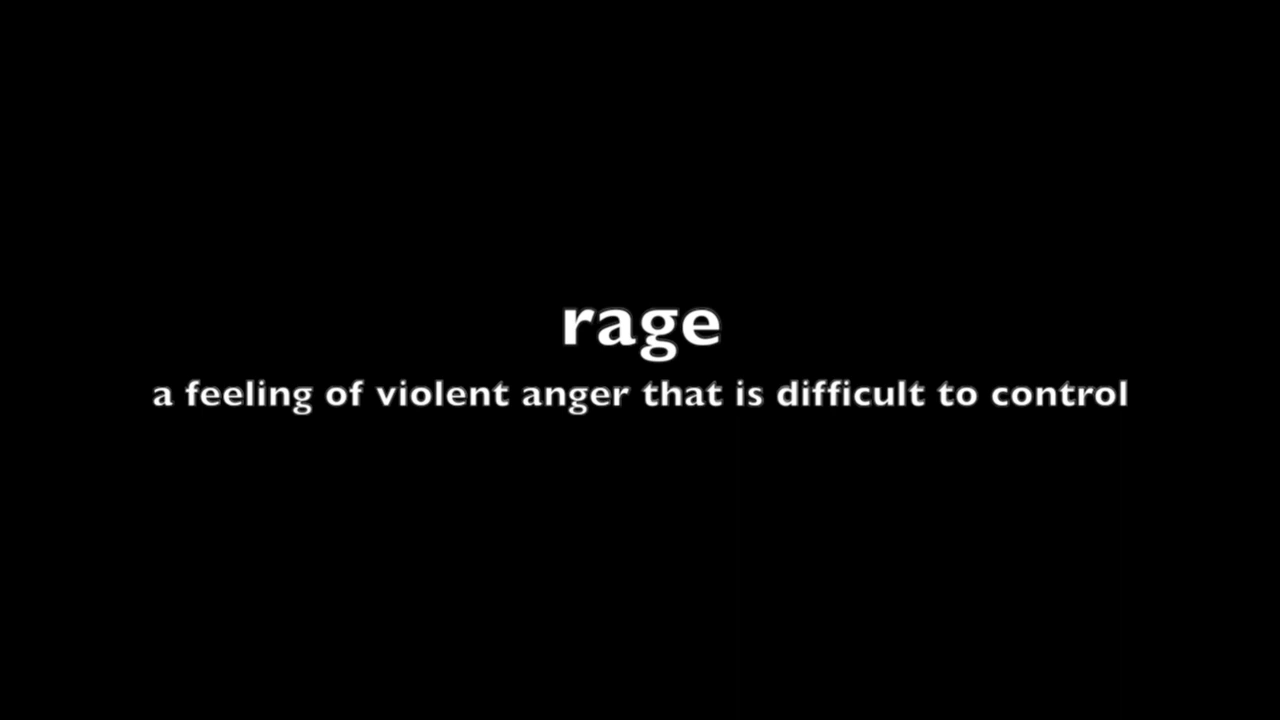 rage
a feeling of violent anger that is difficult to control